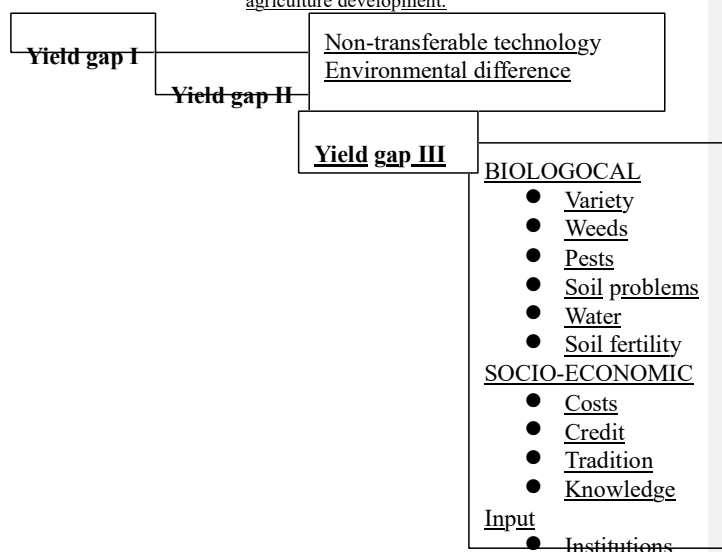 agriculture development.
Yield gap I
Non-transferable technology
Environmental difference
Yield gap II
Yield gap III
BIOLOGOCAL
● Variety
● Weeds
● Pests
● Soil problems
● Water
● Soil fertility
SOCIO-ECONOMIC
● Costs
● Credit
● Tradition
● Knowledge
Input
● Institutions